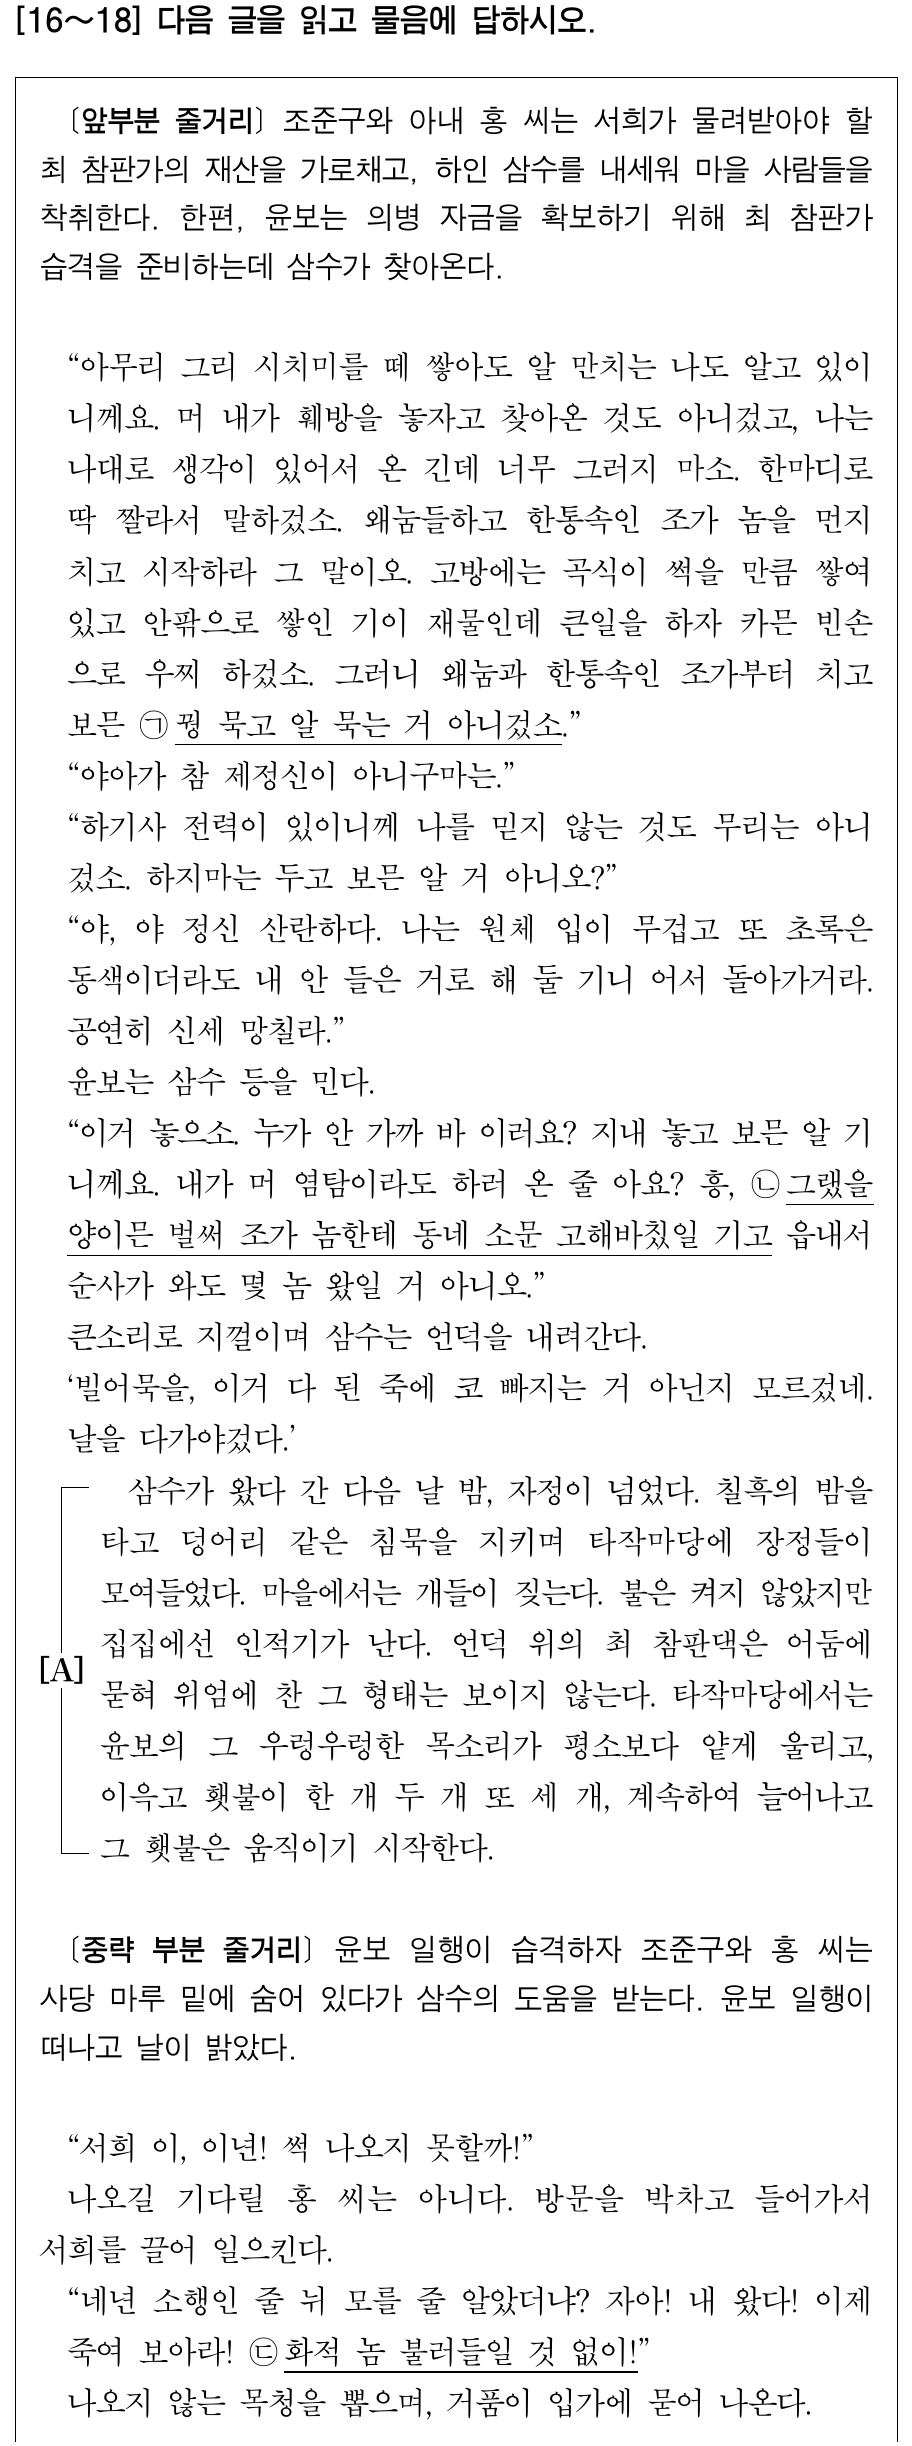 [16～18] 다음 글을 읽고 물음에 답하시오.
〔앞부분 줄거리〕 조준구와 아내 홍 씨는 서희가 물려받아야 할
최 참판가의 재산을 가로채고, 하인 삼수를 내세워 마을 사람들을
착취한다. 한편, 윤보는 의병 자금을 확보하기 위해 최 참판가
습격을 준비하는데 삼수가 찾아온다.
“아무리 그리 시치미를 떼 쌓아도 알 만치는 나도 알고 있이
니께요. 머 내가 훼방을 놓자고 찾아온 것도 아니겄고, 나는
나대로 생각이 있어서 온 긴데 너무 그러지 마소. 한마디로
딱 짤라서 말하겄소. 왜눔들하고 한통속인 조가 놈을 먼지
치고 시작하라 그 말이오. 고방에는 곡식이 썩을 만큼 쌓여
있고 안팎으로 쌓인 기이 재물인데 큰일을 하자 카믄 빈손
으로 우찌 하겄소. 그러니 왜눔과 한통속인 조가부터 치고
보믄 ㉠꿩 묵고 알 묵는 거 아니겄소.”
“야아가 참 제정신이 아니구마는.”
“하기사 전력이 있이니께 나를 믿지 않는 것도 무리는 아니
겄소. 하지마는 두고 보믄 알 거 아니오?”
“야, 야 정신 산란하다. 나는 원체 입이 무겁고 또 초록은
동색이더라도 내 안 들은 거로 해 둘 기니 어서 돌아가거라.
공연히 신세 망칠라.”
윤보는 삼수 등을 민다.
“이거 놓으소. 누가 안 가까 바 이러요? 지내 놓고 보믄 알 기
니께요. 내가 머 염탐이라도 하러 온 줄 아요? 흥, ㉡그랬을
양이믄 벌써 조가 놈한테 동네 소문 고해바칬일 기고 읍내서
순사가 와도 몇 놈 왔일 거 아니오.”
큰소리로 지껄이며 삼수는 언덕을 내려간다.
‘빌어묵을, 이거 다 된 죽에 코 빠지는 거 아닌지 모르겄네.
날을 다가야겄다.’
삼수가 왔다 간 다음 날 밤, 자정이 넘었다. 칠흑의 밤을
타고 덩어리 같은 침묵을 지키며 타작마당에 장정들이
모여들었다. 마을에서는 개들이 짖는다. 불은 켜지 않았지만
집집에선 인적기가 난다. 언덕 위의 최 참판댁은 어둠에
[A] 묻혀 위엄에 찬 그 형태는 보이지 않는다. 타작마당에서는
윤보의 그 우렁우렁한 목소리가 평소보다 얕게 울리고,
이윽고 횃불이 한 개 두 개 또 세 개, 계속하여 늘어나고
그 횃불은 움직이기 시작한다.
〔중략 부분 줄거리〕 윤보 일행이 습격하자 조준구와 홍 씨는
사당 마루 밑에 숨어 있다가 삼수의 도움을 받는다. 윤보 일행이
떠나고 날이 밝았다.
“서희 이, 이년! 썩 나오지 못할까!”
나오길 기다릴 홍 씨는 아니다. 방문을 박차고 들어가서
서희를 끌어 일으킨다.
“네년 소행인 줄 뉘 모를 줄 알았더냐? 자아! 내 왔다! 이제
죽여 보아라! ㉢화적 놈 불러들일 것 없이!”
나오지 않는 목청을 뽑으며, 거품이 입가에 묻어 나온다.